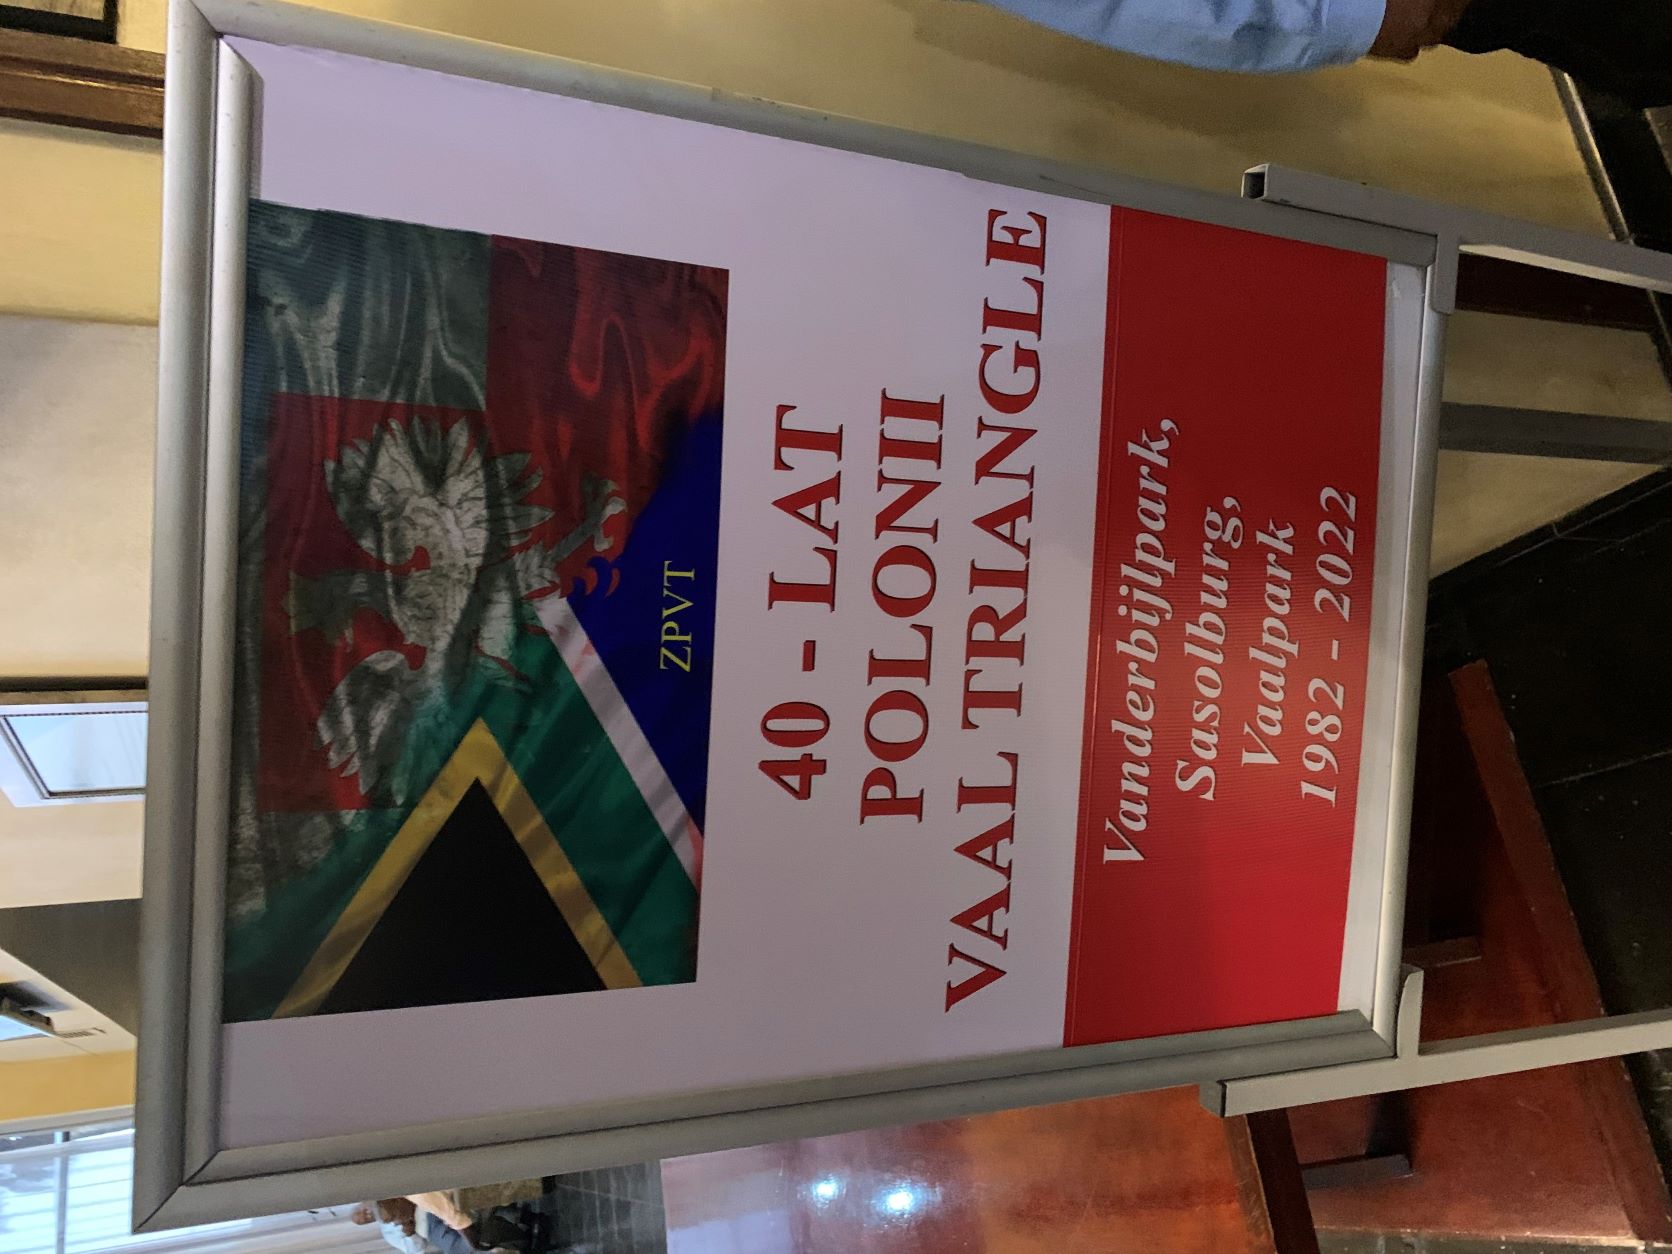 ZPVT
40 - LAT
POLONII
VAAL TRIANGLE
Vanderbijlpark,
Sasolburg,
Vaalpark
1982 - 2022